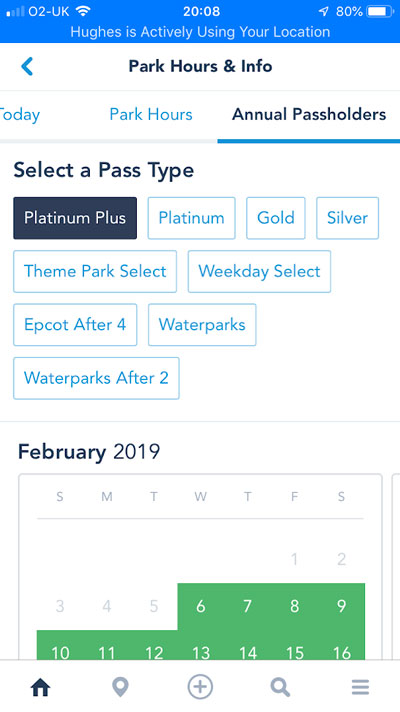 O2-UK 20:08 80%
Hughes is Actively Using Your Location
Park Hours & Info
Today Park Hours Annual Passholders
Select a Pass Type
Platinum Plus Platinum Gold Silver
Theme Park Select Weekday Select
Epcot After 4 Waterparks
Waterparks After 2
February 2019
S M T W T F S
1 2
3 4 5 6 7 8 9
10 11 12 13 14 15 16